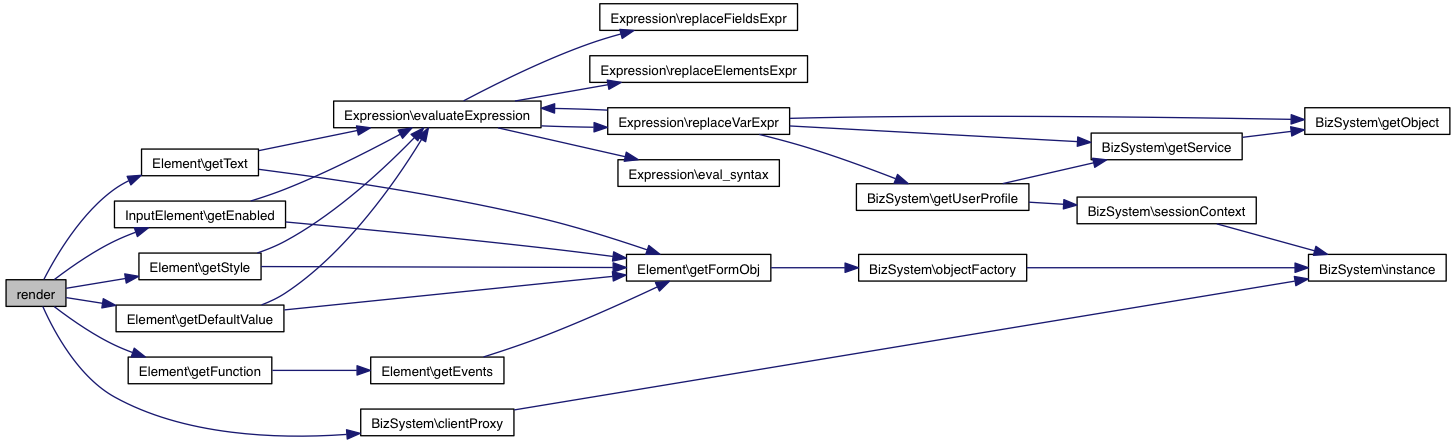 Expression\replaceFieldsExpr
Expression\replaceElementsExpr
Expression\evaluateExpression
Expression\replaceVarExpr
BizSystem\getObject
BizSystem\getService
Element\getText
Expression\eval_syntax
BizSystem\getUserProfile
InputElement\getEnabled
BizSystem\sessionContext
Element\getStyle
Element\getFormObj
BizSystem\objectFactory
BizSystem\instance
render
Element\getDefaultValue
Element\getFunction
Element\getEvents
BizSystem\clientProxy